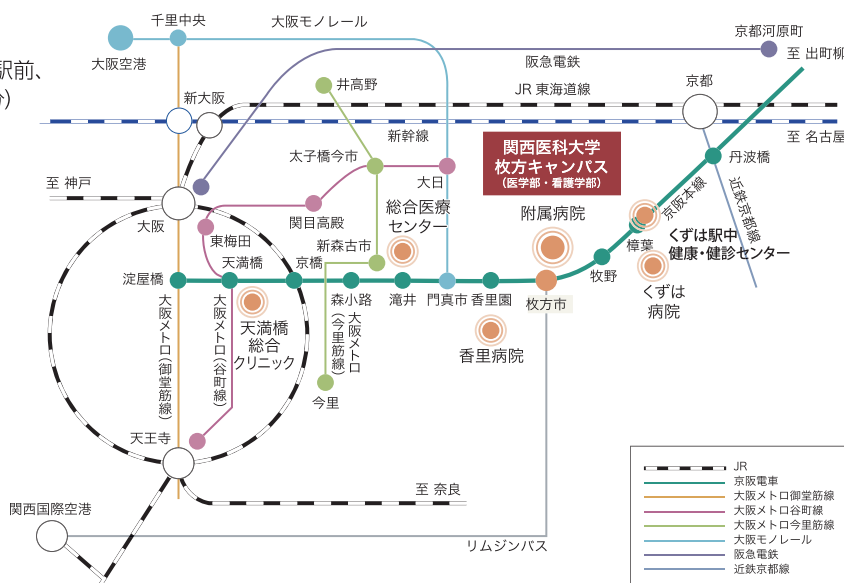 千里中央
大阪モノレール
京都河原町
大阪空港
阪急電鉄
至 出町柳
駅前、
井高野
京都
JR 東海道線
新大阪
新幹線
至 名古屋
関西医科大学
枚方キャンパス
(医学部・看護学部)
太子橋今市
丹波橋
至 神戸
大日
京阪本線
近鉄京都線
総合医療
センター
附属病院
大阪
関目高殿
東梅田
新森古市
樟葉
くずは駅中
健康・健診センター
淀屋橋
天満橋
京橋
牧野
森小路
滝井
門真市
香里園
枚方市
くずは
病院
大阪メトロ(御堂筋線)
大阪メトロ(谷町線)
天満橋
総合
クリニック
大阪メトロ
(今里筋線)
香里病院
今里
天王寺
至 奈良
関西国際空港
リムジンバス
JR
京阪電車
大阪メトロ御堂筋線
大阪メトロ谷町線
大阪メトロ今里筋線
大阪モノレール
阪急電鉄
近鉄京都線